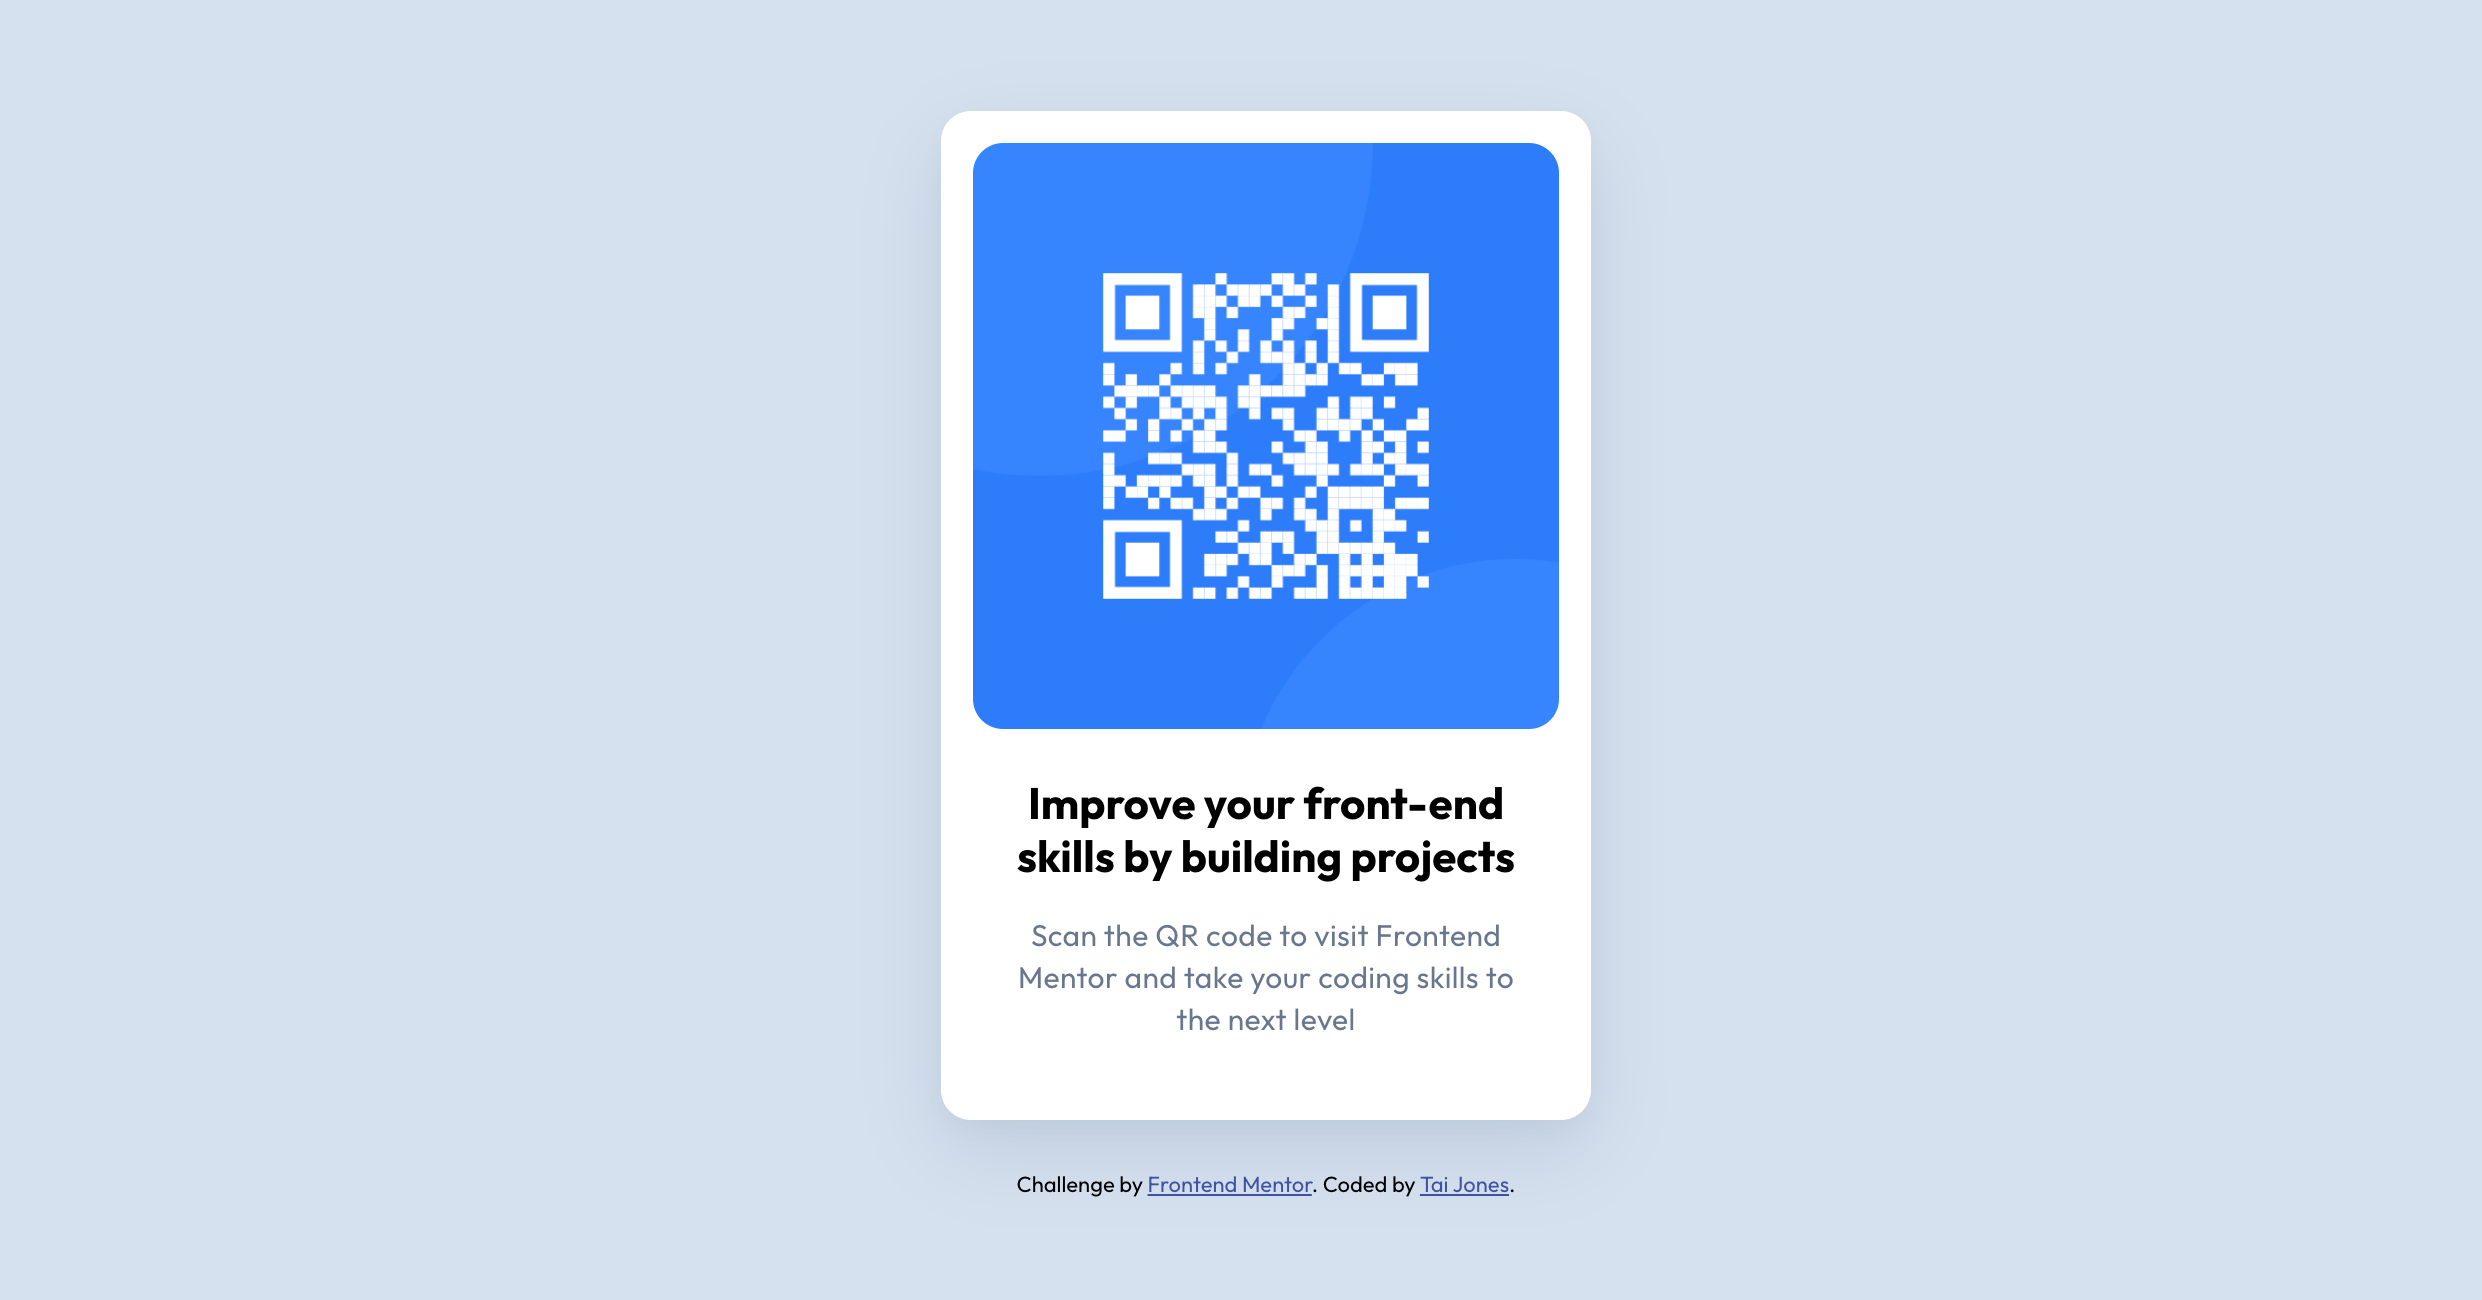 Improve your front-end
skills by building projects
Scan the QR code to visit Frontend
Mentor and take your coding skills to
the next level
Challenge by Frontend Mentor. Coded by Tai Jones.